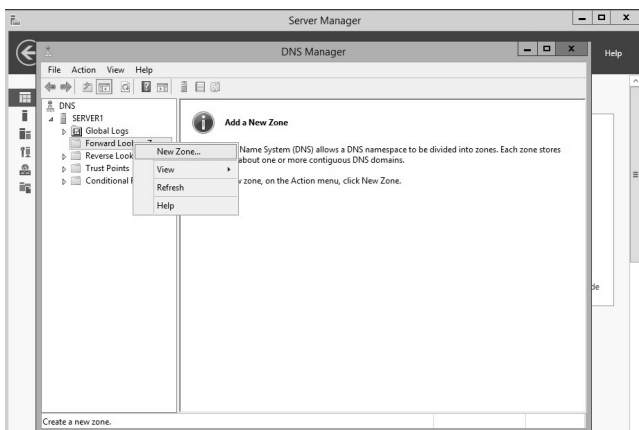 Server Manager
DNS Manager
Help
File Action View Help
DNS
SERVER1
Global Logs
Forward Look
Reverse Look
Trust Points
Conditional F
New Zone...
View
Refresh
Help
Add a New Zone
Name System (DNS) allows a DNS namespace to be divided into zones. Each zone stores
about one or more contiguous DNS domains.
zone, on the Action menu, click New Zone.
de
Create a new zone.